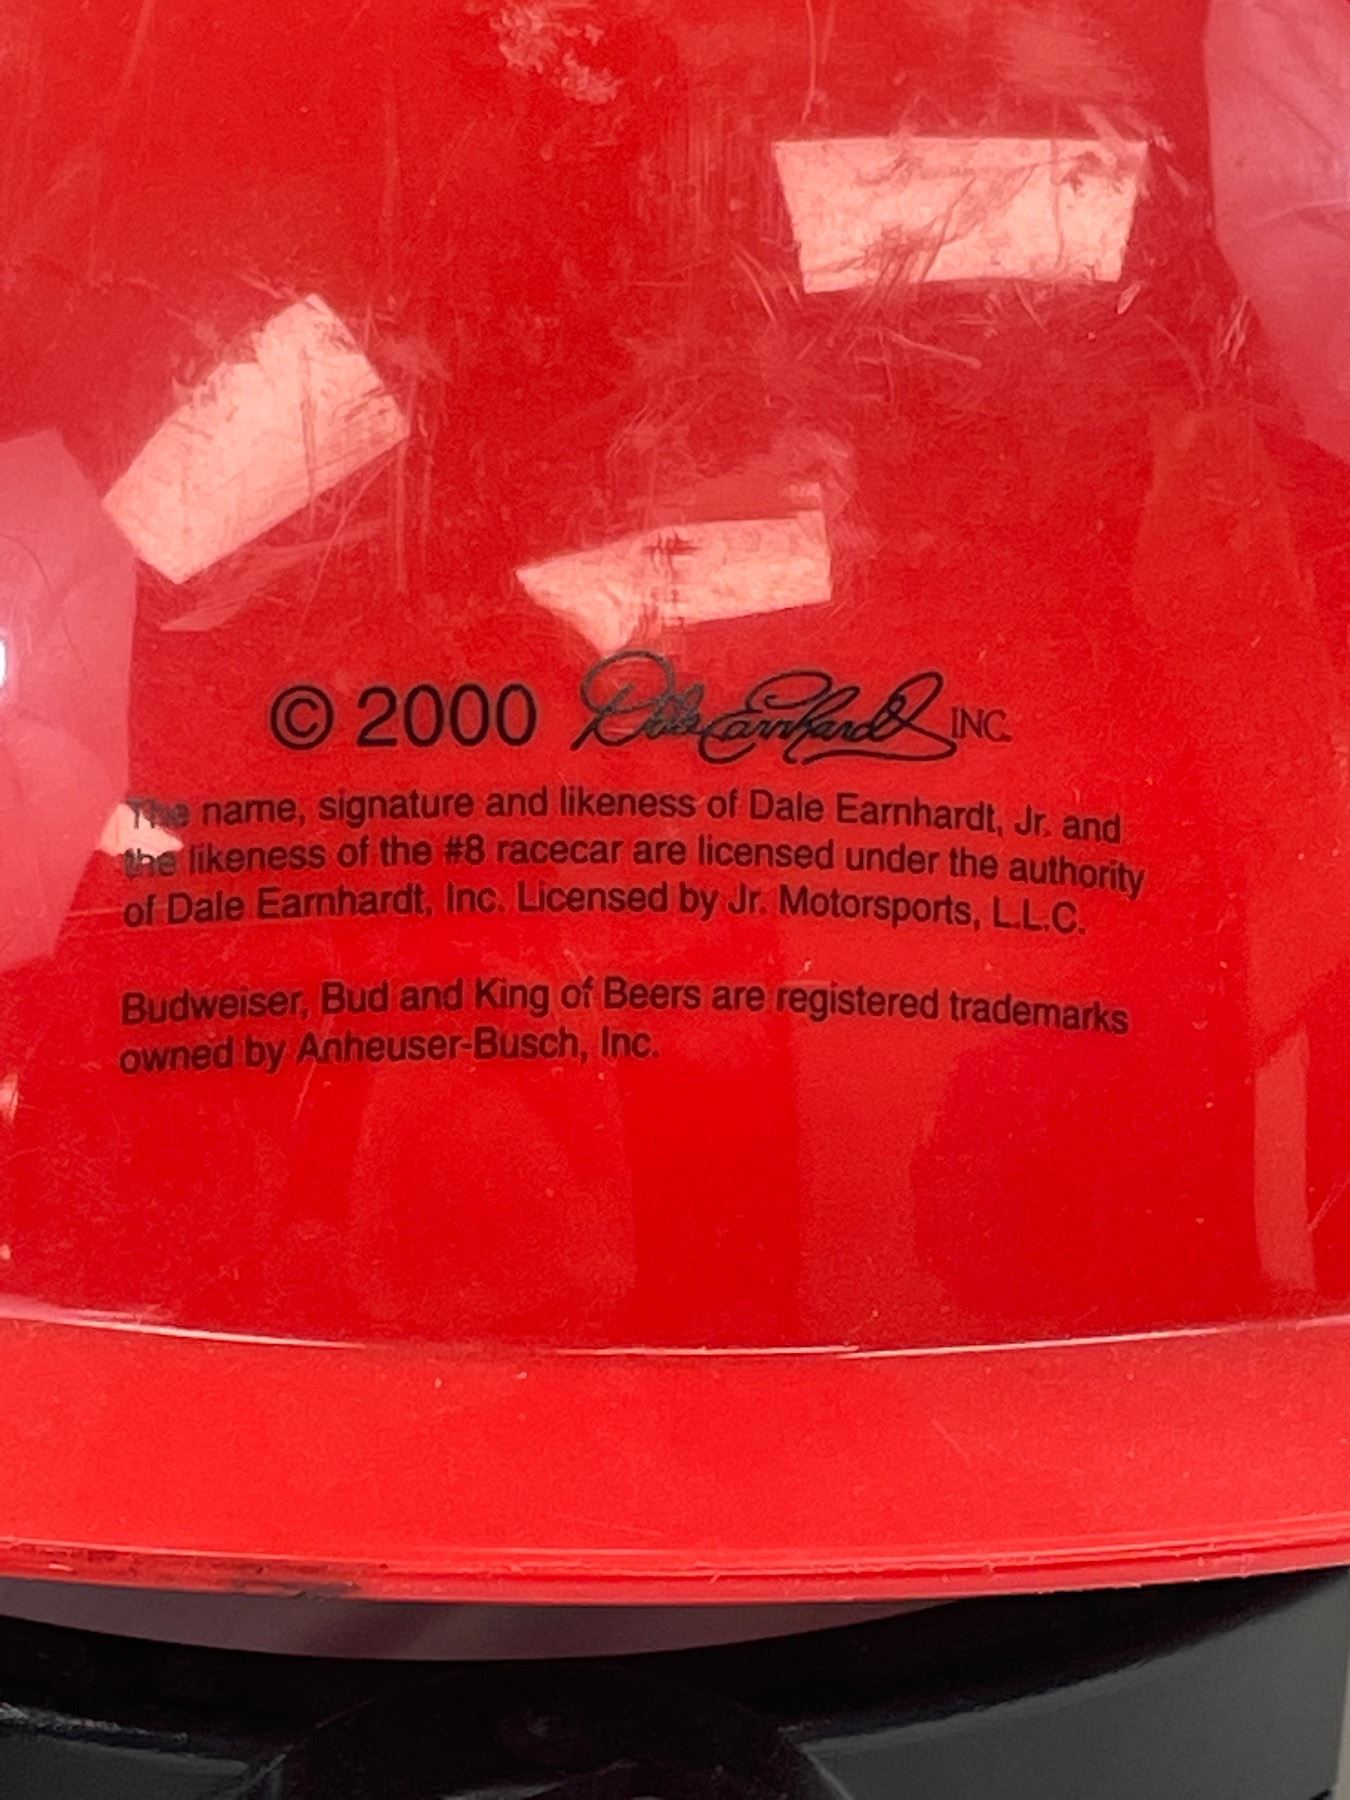 © 2000 Dale Earnhardt INC.
The name, signature and likeness of Dale Earnhardt, Jr. and
the likeness of the #8 racecar are licensed under the authority
of Dale Earnhardt, Inc. Licensed by Jr. Motorsports, L.L.C.
Budweiser, Bud and King of Beers are registered trademarks
owned by Anheuser-Busch, Inc.